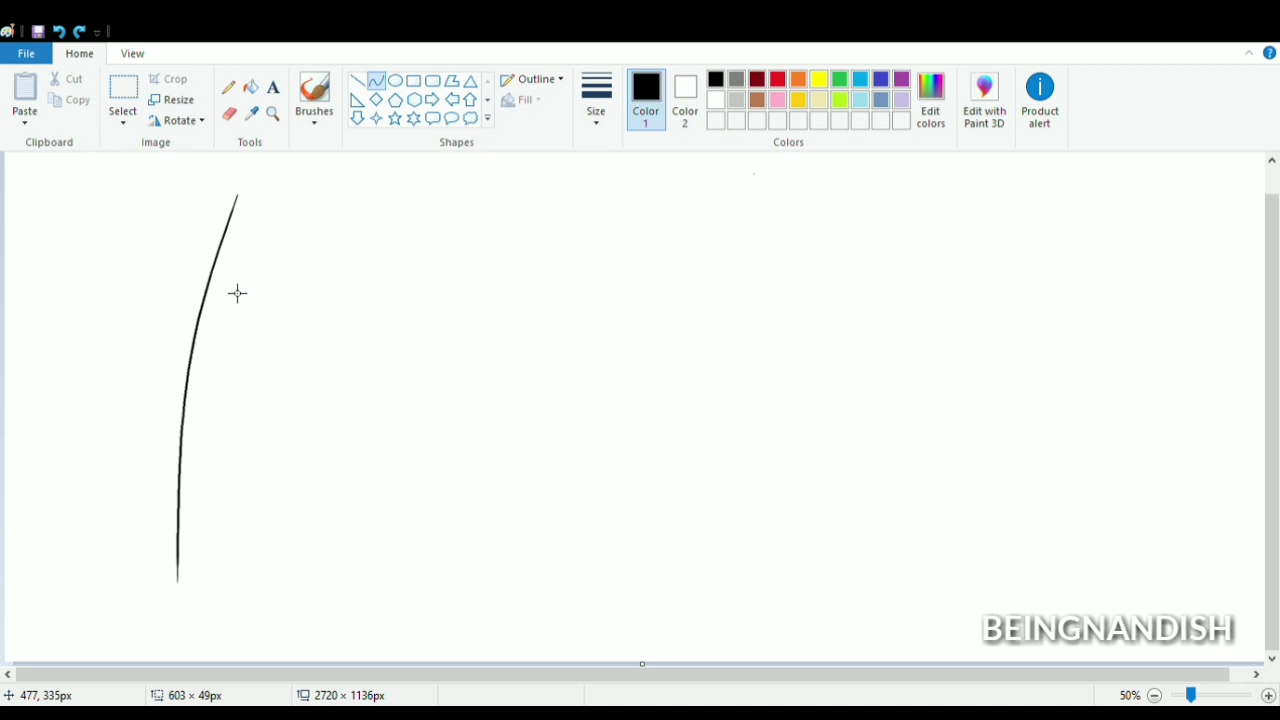 File Home View
Paste Cut Copy
Select Crop Resize Rotate
Brushes
Outline Fill
Size
Color 1
Color 2
Edit colors
Edit with Paint 3D
Product alert
Clipboard Image Tools Shapes Colors
BEINGNANDISH
477, 335px 603 × 49px 2720 × 1136px 50%